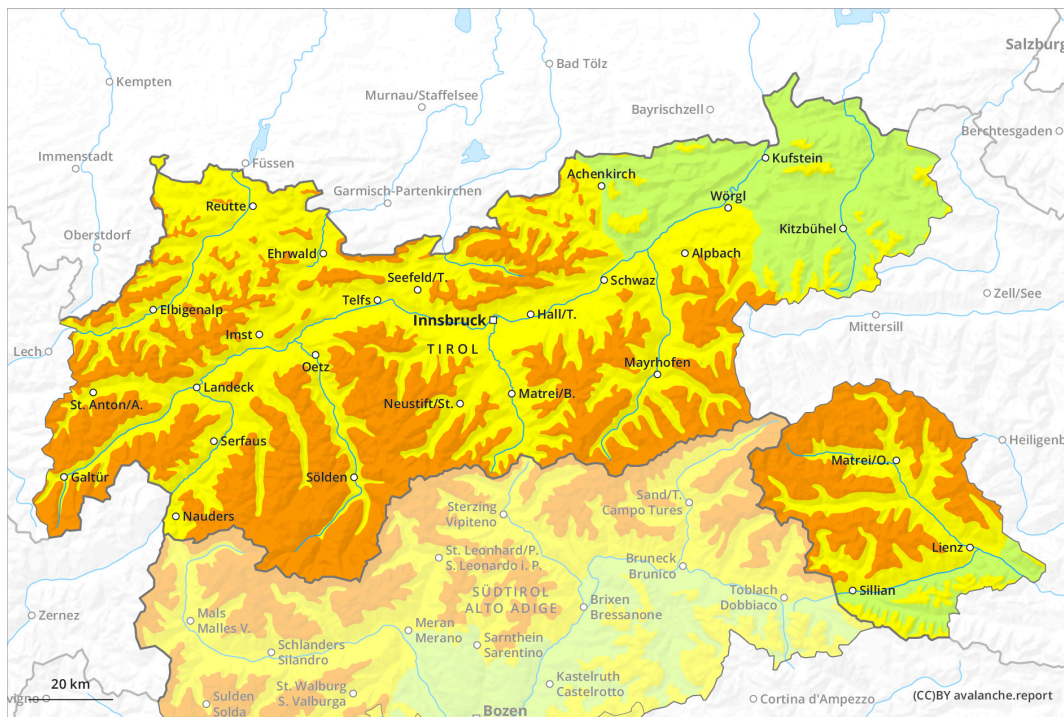 Salzburg
Kempten
Bad Tölz
Murnau/Staffelsee
Bayrischzell
Berchtesgaden
Immenstadt
Füssen
Kufstein
Achenkirch
Garmisch-Partenkirchen
Reutte
Wörgl
Oberstdorf
Kitzbühel
Ehrwald
Alpbach
Seefeld/T.
Schwaz
Telfs
Zell/See
Elbigenalp
Innsbruck
Hall/T.
Mittersill
Imst
TIROL
Lech
Oetz
Mayrhofen
Landeck
St. Anton/A.
Neustift/St.
Matrei/B.
Serfaus
Heiligenb
Matrei/O.
Galtür
Sölden
Sand/T.
Campo Tures
Sterzing
Vipiteno
Nauders
Lienz
St. Leonhard/P.
S. Leonardo i. P.
Bruneck
Brunico
SÜDTIROL
ALTO ADIGE
Toblach
Dobbiaco
Sillian
Brixen
Bressanone
Zernez
Mals
Malles V.
Meran
Merano
Sarnthein
Sarentino
Schlanders
Silandro
Kastelruth
Castelrotto
20 km
St. Walburg
S. Valburga
vigno
Sulden
Solda
Cortina d'Ampezzo
(CC)BY avalanche.report
Bozen